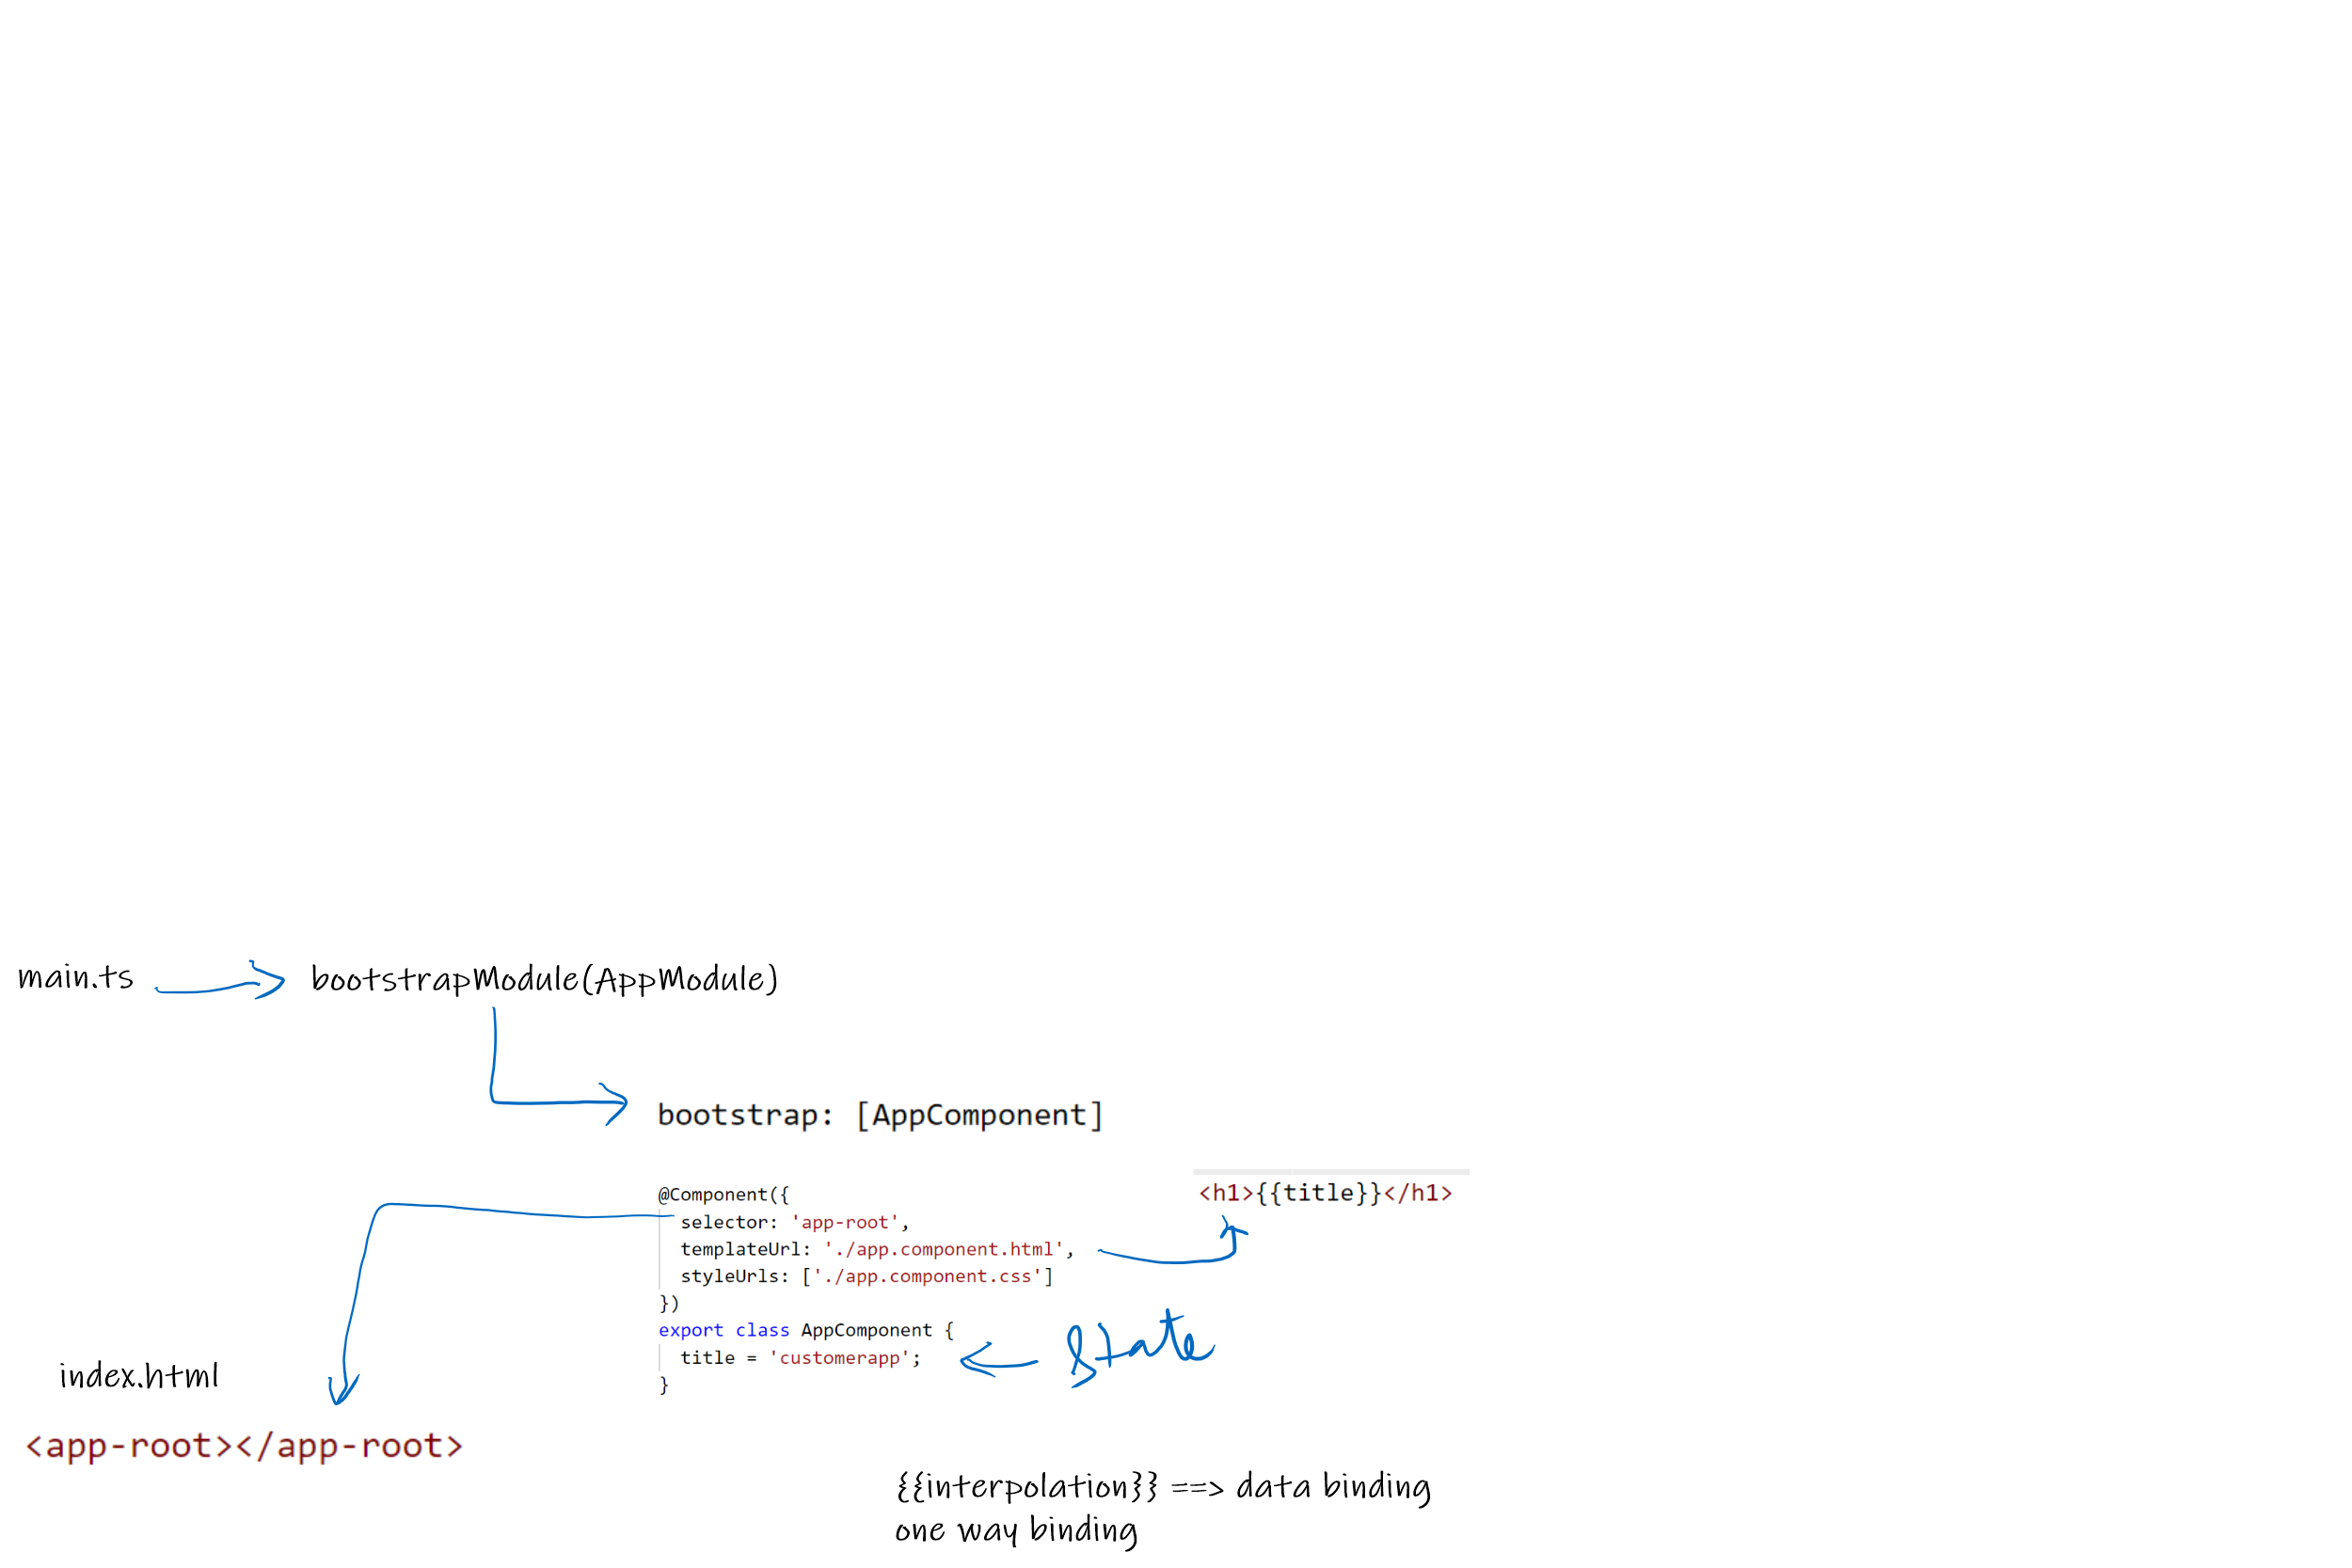 main.ts
bootstrapModule(AppModule)
bootstrap: [AppComponent]
<h1>{{title}}</h1>
@Component({
  selector: 'app-root',
  templateUrl: './app.component.html',
  styleUrls: ['./app.component.css']
})
export class AppComponent {
  title = 'customerapp';
}
State
index.html
<app-root></app-root>
{{interpolation}} ==> data binding
one way binding